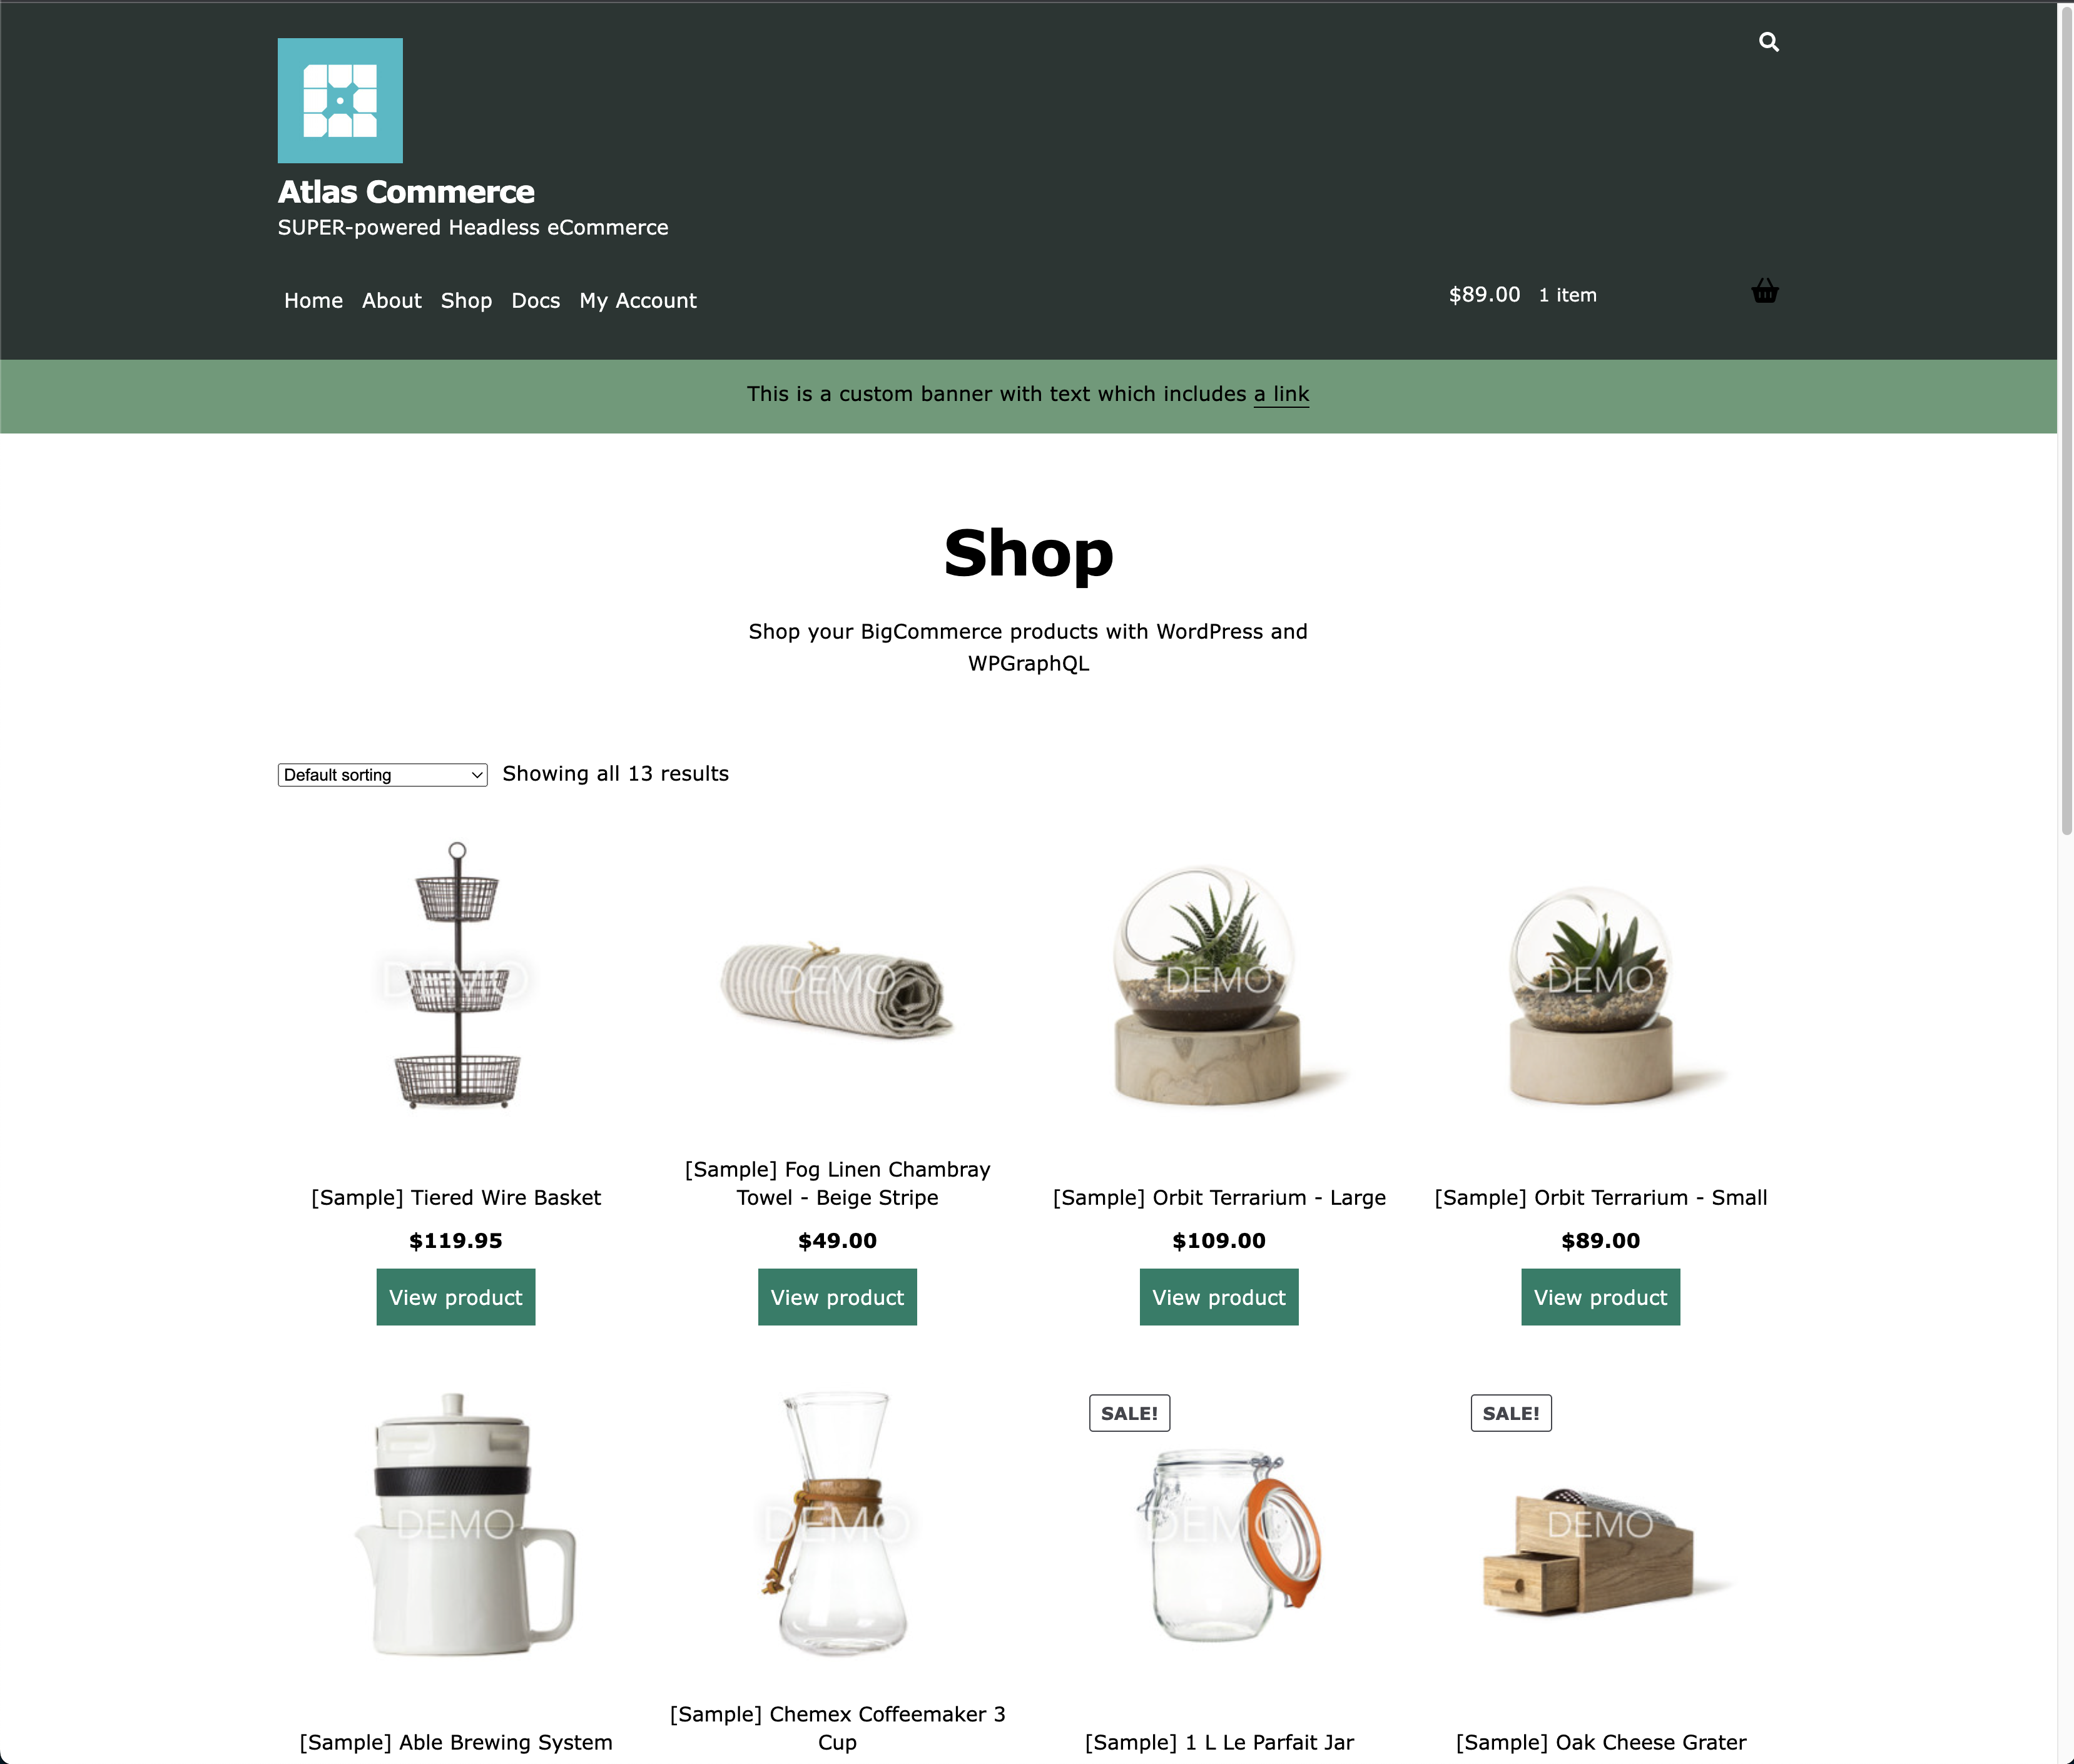 Atlas Commerce
SUPER-powered Headless eCommerce
Home About Shop Docs My Account
$89.00 1 item
This is a custom banner with text which includes a link
Shop
Shop your BigCommerce products with WordPress and
WPGraphQL
Default sorting
Showing all 13 results
DEMO
DEMO
DEMO
DEMO
[Sample] Tiered Wire Basket
$119.95
View product
[Sample] Fog Linen Chambray
Towel - Beige Stripe
$49.00
View product
[Sample] Orbit Terrarium - Large
$109.00
View product
[Sample] Orbit Terrarium - Small
$89.00
View product
DEMO
[Sample] Able Brewing System
DEMO
[Sample] Chemex Coffeemaker 3
Cup
SALE!
DEMO
[Sample] 1 L Le Parfait Jar
SALE!
DEMO
[Sample] Oak Cheese Grater